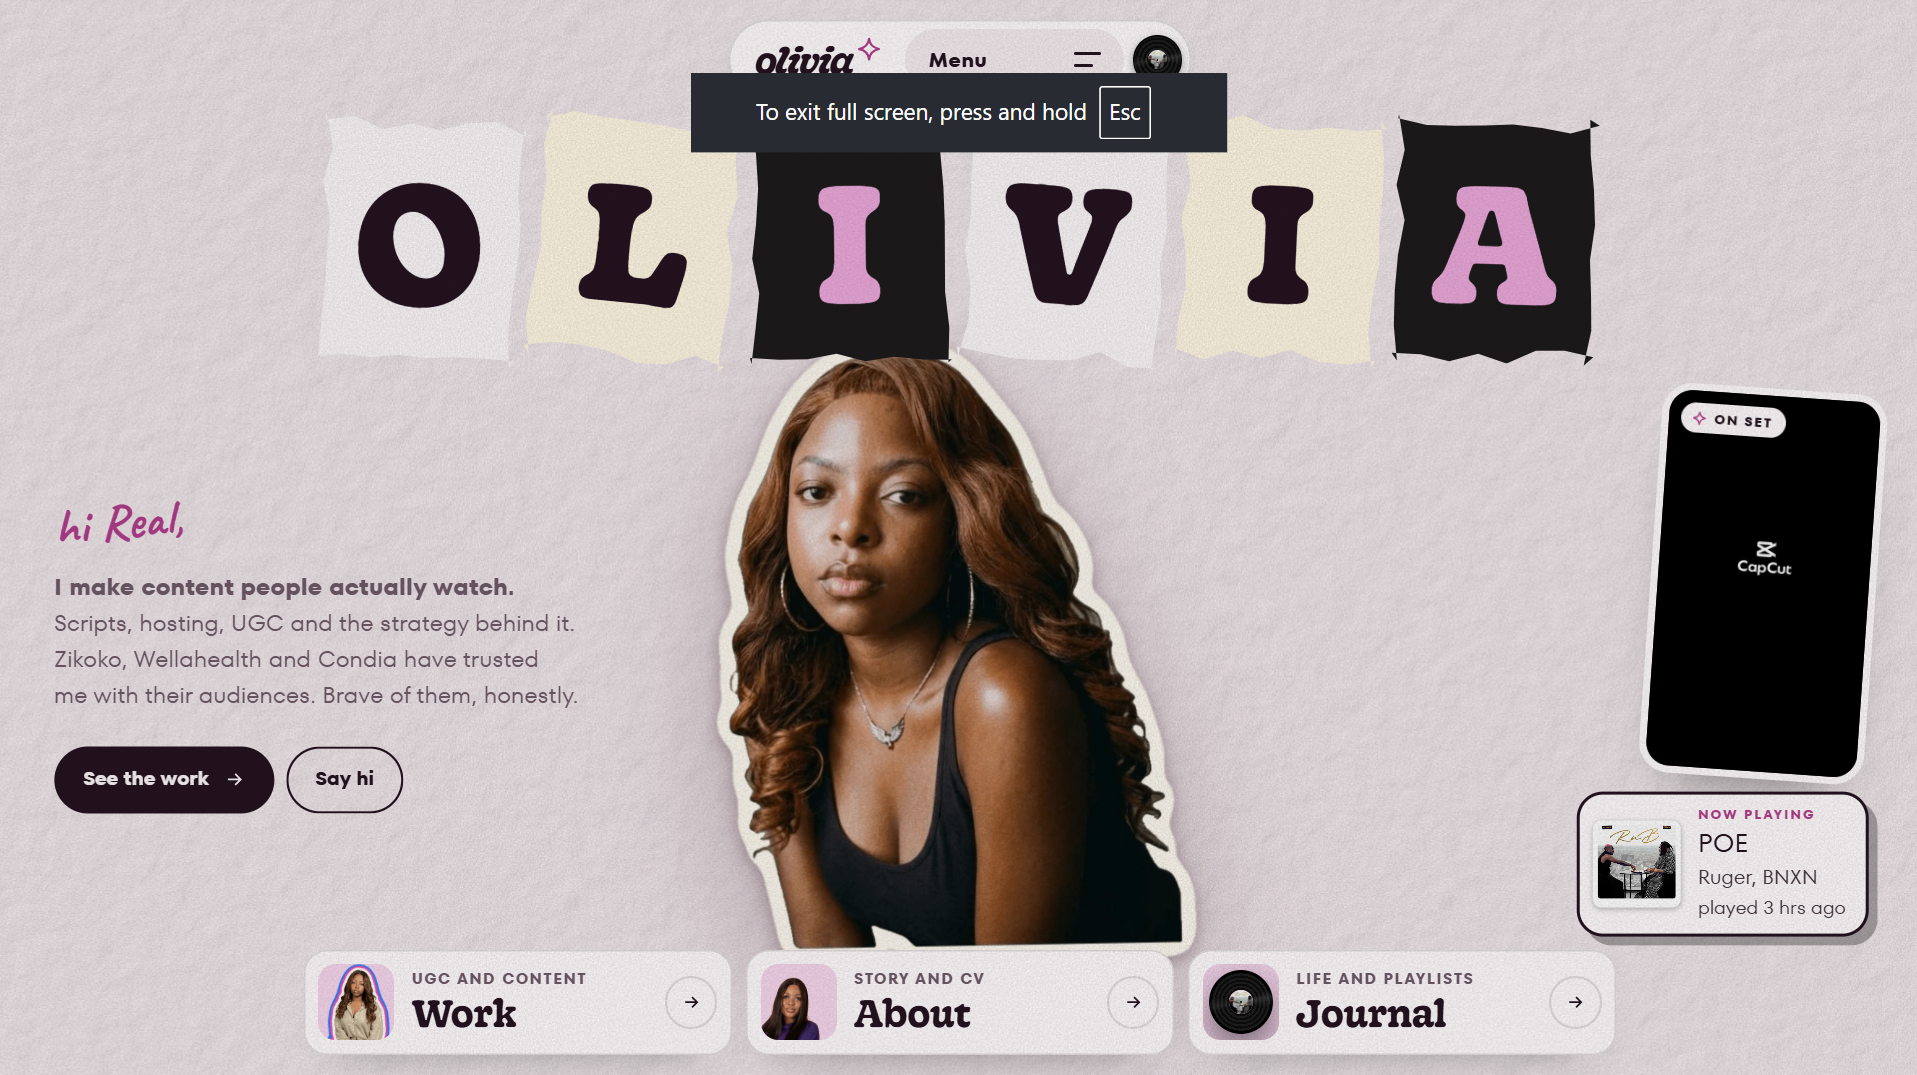 olivia
Menu
To exit full screen, press and hold Esc
OLIVIA
ON SET
CapCut
hi Real,
I make content people actually watch.
Scripts, hosting, UGC and the strategy behind it.
Zikoko, Wellahealth and Condia have trusted
me with their audiences. Brave of them, honestly.
See the work →
Say hi
NOW PLAYING
RnB
POE
Ruger, BNXN
played 3 hrs ago
UGC AND CONTENT
Work
STORY AND CV
About
LIFE AND PLAYLISTS
Journal